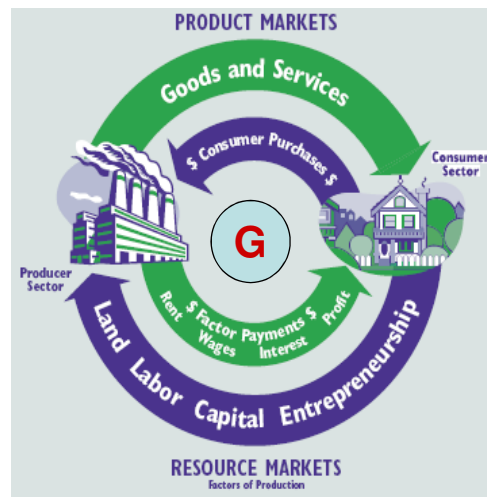 PRODUCT MARKETS
Goods and Services
$ Consumer Purchases $
Consumer
Sector
G
Producer
Sector
$ Factor Payments $
Rent Wages Interest Profit
Land Labor Capital Entrepreneurship
RESOURCE MARKETS
Factors of Production